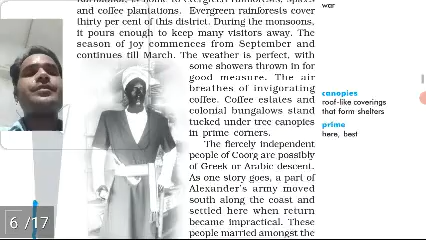 and coffee plantations. Evergreen rainforests cover
thirty per cent of this district. During the monsoons,
it pours enough to keep many visitors away. The
season of joy commences from September and
continues till March. The weather is perfect, with
some showers thrown in for
good measure. The air
breathes of invigorating
coffee. Coffee estates and
colonial bungalows stand
tucked under tree canopies
in prime corners.
The fiercely independent
people of Coorg are possibly
of Greek or Arabic descent.
As one story goes, a part of
Alexander's army moved
south along the coast and
settled here when return
became impractical. These
people married amongst the
war
canopies
roof-like coverings
that form shelters
prime
here, best
6 /17